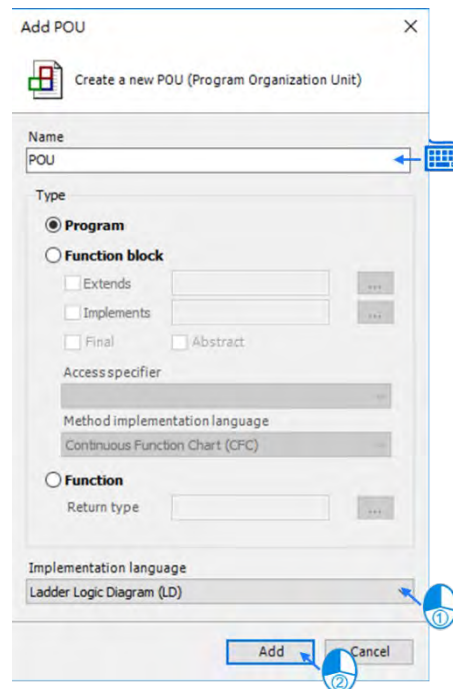 Add POU
Create a new POU (Program Organization Unit)
Name
POU
Type
Program
Function block
Extends
...
Implements
...
Final Abstract
Access specifier
Method implementation language
Continuous Function Chart (CFC)
Function
Return type
...
Implementation language
Ladder Logic Diagram (LD)
①
Add Cancel
②